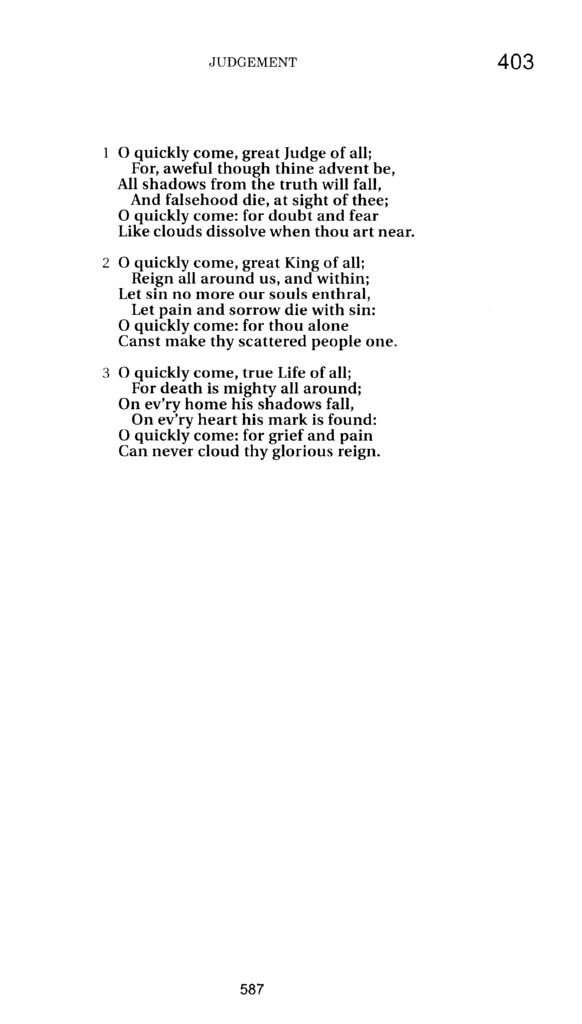 JUDGEMENT 403
1 O quickly come, great Judge of all;
For, aweful though thine advent be,
All shadows from the truth will fall,
And falsehood die, at sight of thee;
O quickly come: for doubt and fear
Like clouds dissolve when thou art near.
2 O quickly come, great King of all;
Reign all around us, and within;
Let sin no more our souls enthral,
Let pain and sorrow die with sin:
O quickly come: for thou alone
Canst make thy scattered people one.
3 O quickly come, true Life of all;
For death is mighty all around;
On ev'ry home his shadows fall,
On ev'ry heart his mark is found:
O quickly come: for grief and pain
Can never cloud thy glorious reign.
587